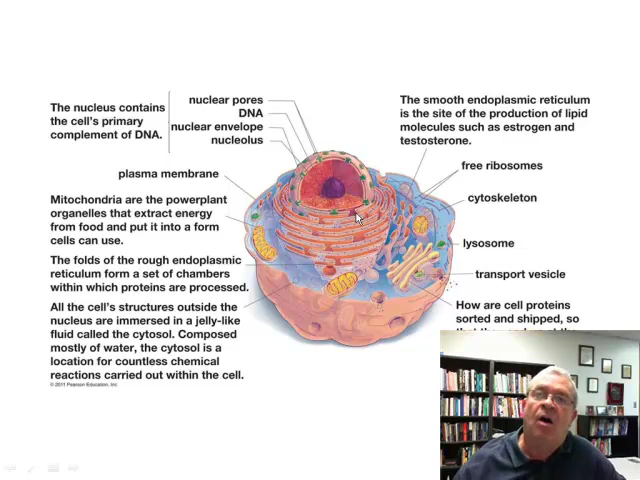 The nucleus contains
the cell's primary
complement of DNA.
nuclear pores
DNA
nuclear envelope
nucleolus
plasma membrane
Mitochondria are the powerplant
organelles that extract energy
from food and put it into a form
cells can use.
The folds of the rough endoplasmic
reticulum form a set of chambers
within which proteins are processed.
All the cell's structures outside the
nucleus are immersed in a jelly-like
fluid called the cytosol. Composed
mostly of water, the cytosol is a
location for countless chemical
reactions carried out within the cell.
© 2011 Pearson Education, Inc.
The smooth endoplasmic reticulum
is the site of the production of lipid
molecules such as estrogen and
testosterone.
free ribosomes
cytoskeleton
lysosome
transport vesicle
How are cell proteins
sorted and shipped, so